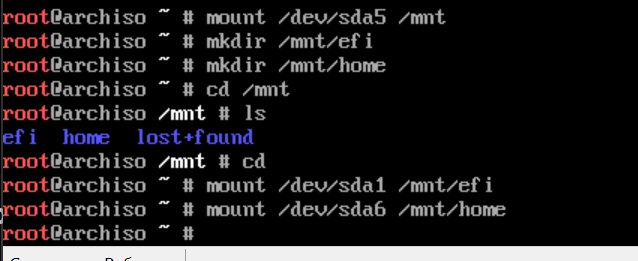 root@archiso ~ # mount /dev/sda5 /mnt
root@archiso ~ # mkdir /mnt/efi
root@archiso ~ # mkdir /mnt/home
root@archiso ~ # cd /mnt
root@archiso /mnt # ls
efi  home  lost+found
root@archiso /mnt # cd
root@archiso ~ # mount /dev/sda1 /mnt/efi
root@archiso ~ # mount /dev/sda6 /mnt/home
root@archiso ~ #